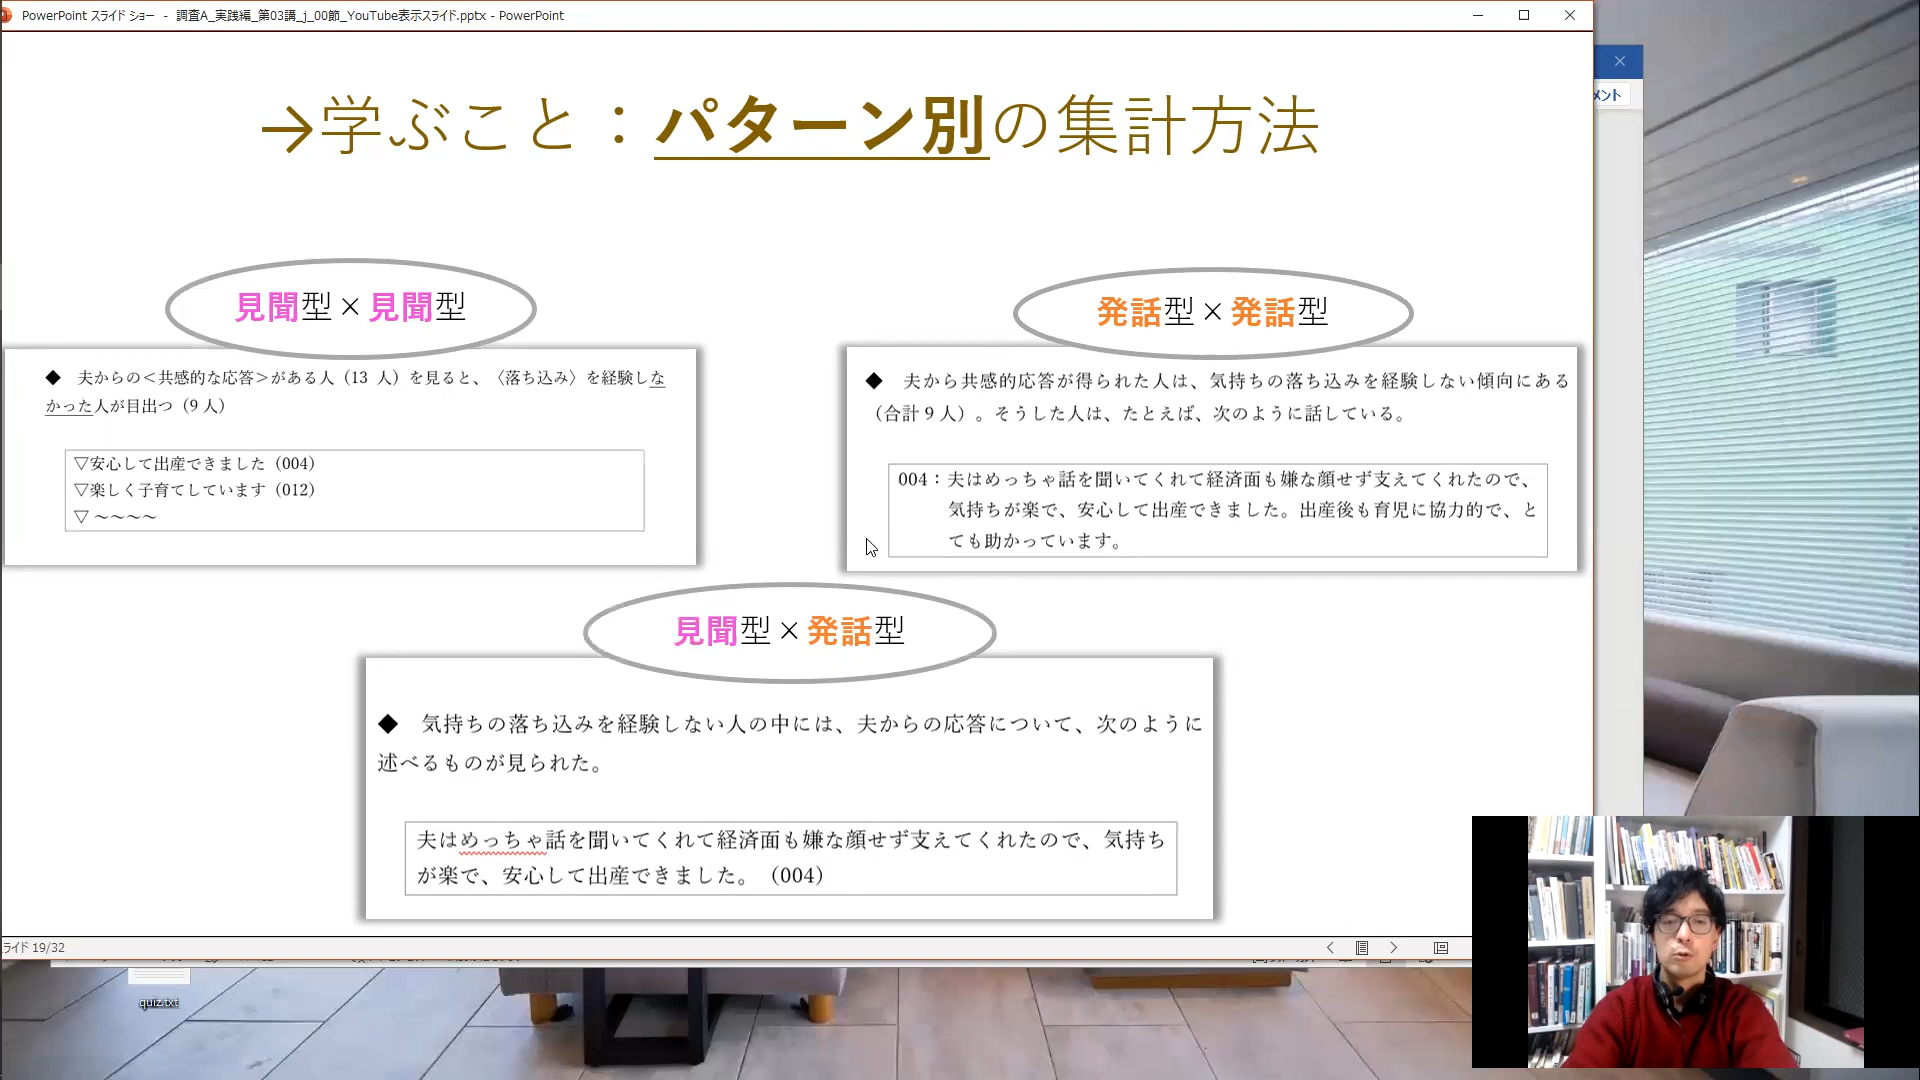 PowerPoint スライド ショー - 調査A_実践編_第03講_j_00節_YouTube表示スライド.pptx - PowerPoint
メント
→学ぶこと：パターン別の集計方法
見聞型×見聞型
◆ 夫からの＜共感的な応答＞がある人（13 人）を見ると、〈落ち込み〉を経験しな
かった人が目出つ（9 人）
▽安心して出産できました（004）
▽楽しく子育てしています（012）
▽ ～～～～
発話型×発話型
◆ 夫から共感的応答が得られた人は、気持ちの落ち込みを経験しない傾向にある
（合計 9 人）。そうした人は、たとえば、次のように話している。
004：夫はめっちゃ話を聞いてくれて経済面も嫌な顔せず支えてくれたので、
気持ちが楽で、安心して出産できました。出産後も育児に協力的で、と
ても助かっています。
見聞型×発話型
◆ 気持ちの落ち込みを経験しない人の中には、夫からの応答について、次のように
述べるものが見られた。
夫はめっちゃ話を聞いてくれて経済面も嫌な顔せず支えてくれたので、気持ち
が楽で、安心して出産できました。（004）
ライド 19/32
quiz.txt